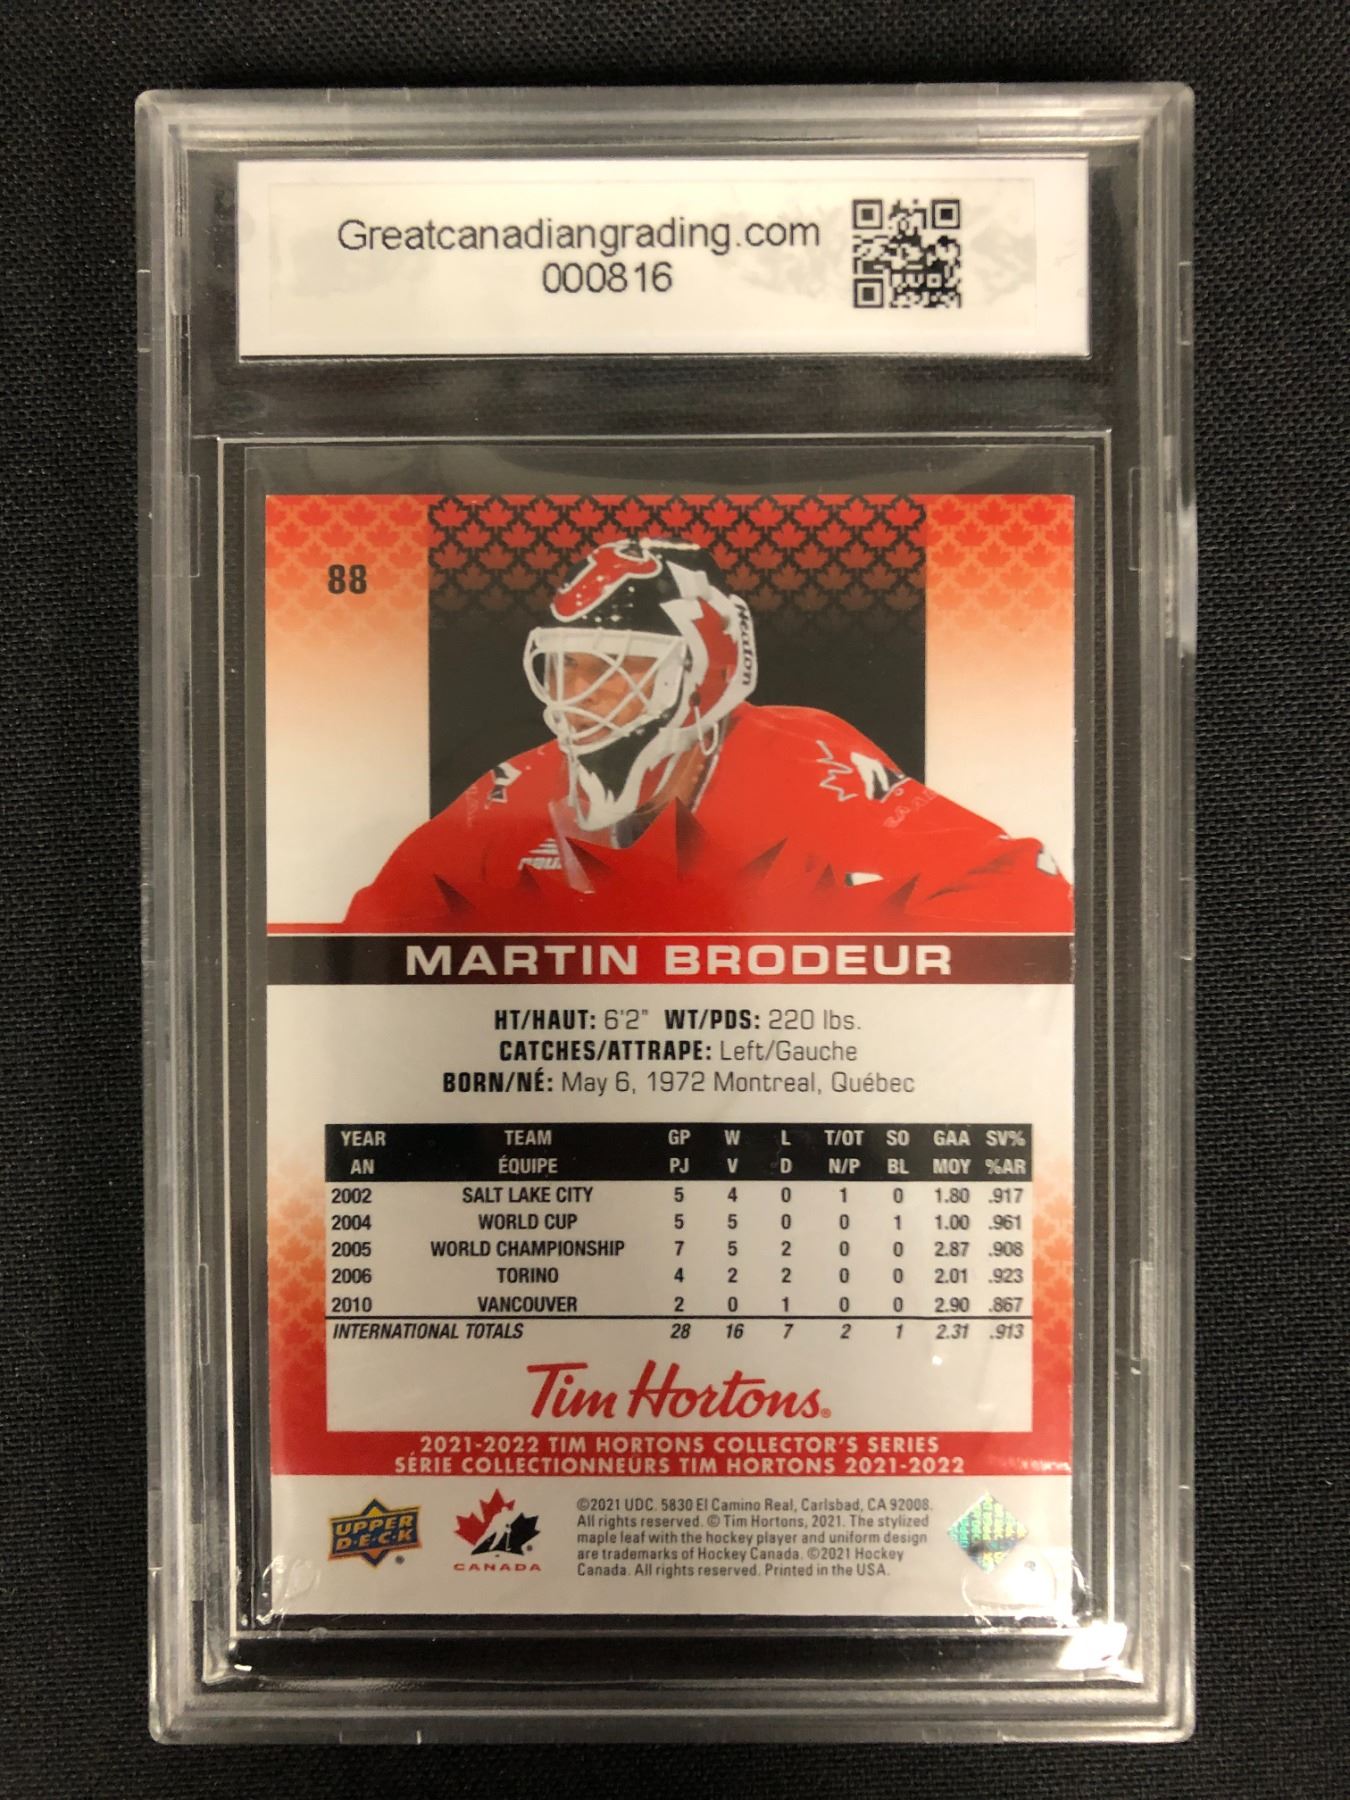 Greatcanadiangrading.com
000816
88
Heaton
MARTIN BRODEUR
HT/HAUT: 6'2" WT/PDS: 220 lbs.
CATCHES/ATTRAPE: Left/Gauche
BORN/NÉ: May 6, 1972 Montreal, Québec
YEAR TEAM GP W L T/OT SO GAA SV%
AN ÉQUIPE PJ V D N/P BL MOY %AR
2002 SALT LAKE CITY 5 4 0 1 0 1.80 .917
2004 WORLD CUP 5 5 0 0 1 1.00 .961
2005 WORLD CHAMPIONSHIP 7 5 2 0 0 2.87 .908
2006 TORINO 4 2 2 0 0 2.01 .923
2010 VANCOUVER 2 0 1 0 0 2.90 .867
INTERNATIONAL TOTALS 28 16 7 2 1 2.31 .913
Tim Hortons®
2021-2022 TIM HORTONS COLLECTOR'S SERIES
SÉRIE COLLECTIONNEURS TIM HORTONS 2021-2022
UPPER
D•E•C•K
®
CANADA
©2021 UDC. 5830 El Camino Real, Carlsbad, CA 92008.
All rights reserved. © Tim Hortons, 2021. The stylized
maple leaf with the hockey player and uniform design
are trademarks of Hockey Canada. ©2021 Hockey
Canada. All rights reserved. Printed in the USA.